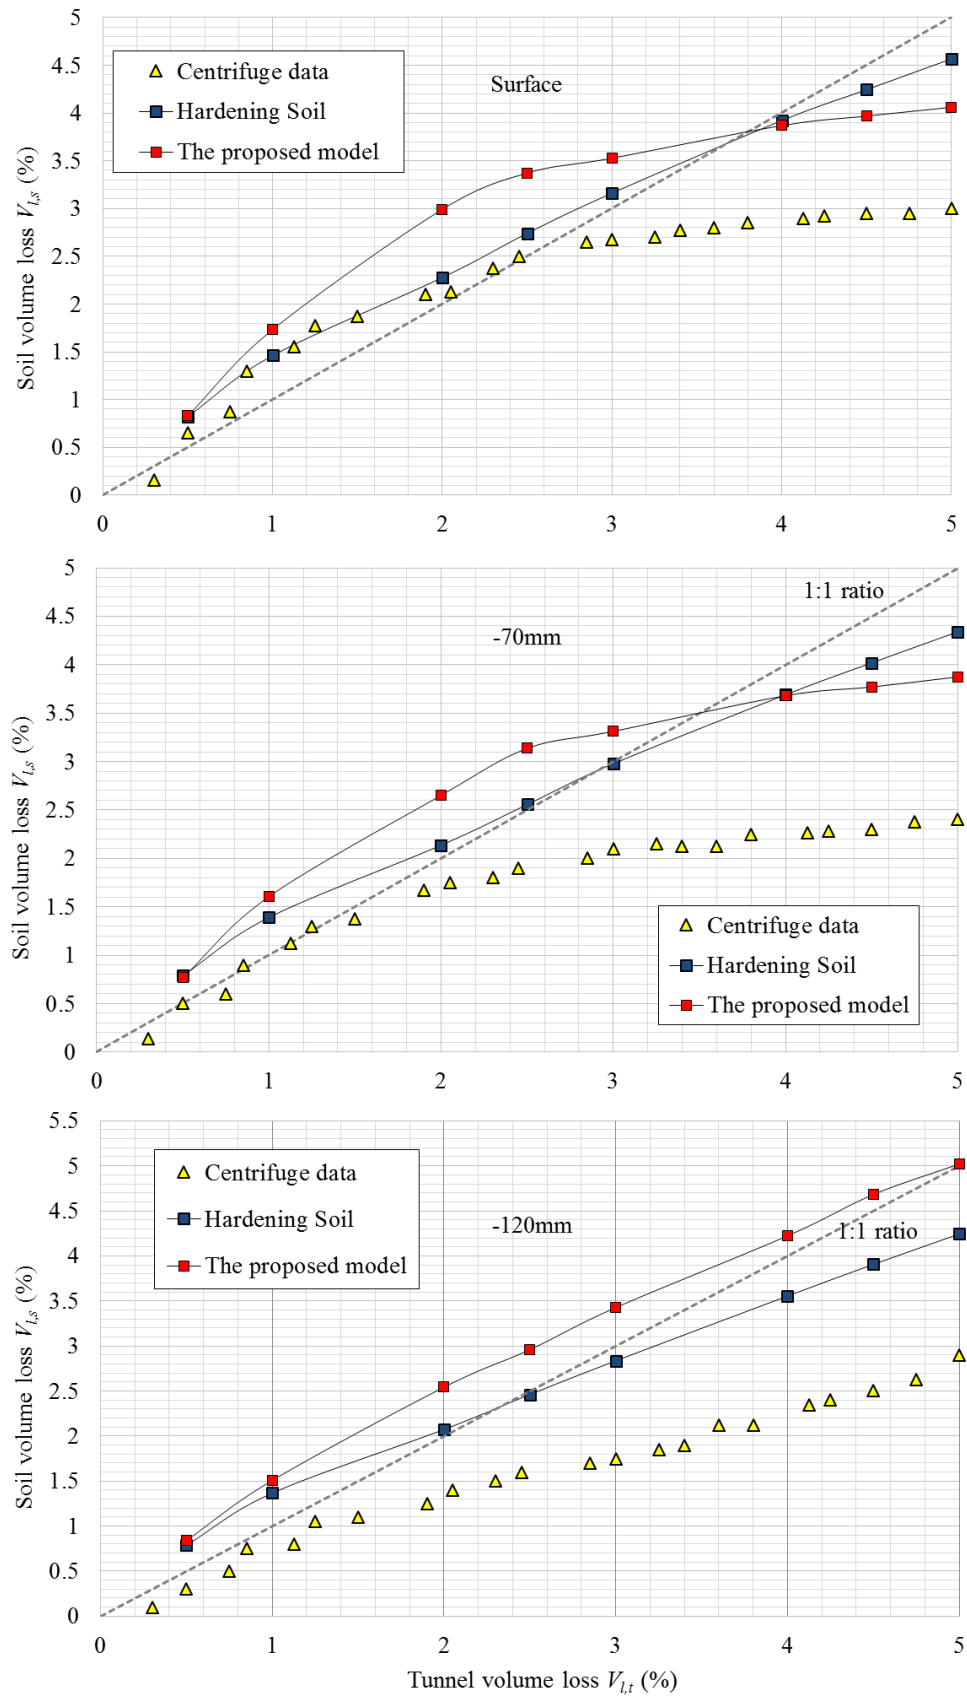 5
4.5
4
3.5
3
2.5
2
1.5
1
0.5
0
Soil volume loss V_{l,s} (%)
Centrifuge data
Hardening Soil
The proposed model
Surface
0 1 2 3 4 5
5
4.5
4
3.5
3
2.5
2
1.5
1
0.5
0
Soil volume loss V_{l,s} (%)
1:1 ratio
-70mm
Centrifuge data
Hardening Soil
The proposed model
0 1 2 3 4 5
5.5
5
4.5
4
3.5
3
2.5
2
1.5
1
0.5
0
Soil volume loss V_{l,s} (%)
Centrifuge data
Hardening Soil
The proposed model
-120mm
1:1 ratio
0 1 2 3 4 5
Tunnel volume loss V_{l,t} (%)